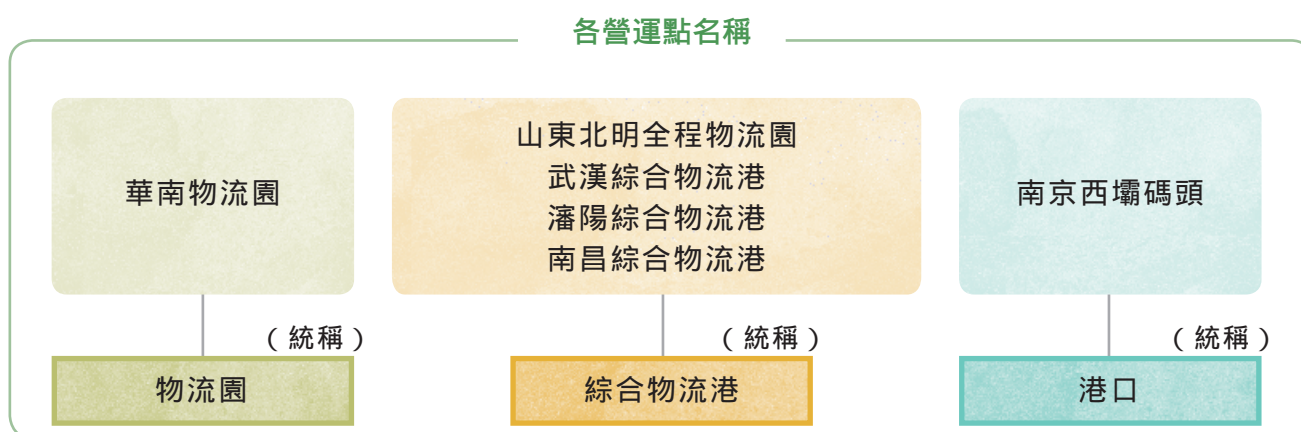 各營運點名稱
華南物流園
山東北明全程物流園
武漢綜合物流港
瀋陽綜合物流港
南昌綜合物流港
南京西壩碼頭
（統稱）
（統稱）
（統稱）
物流園
綜合物流港
港口